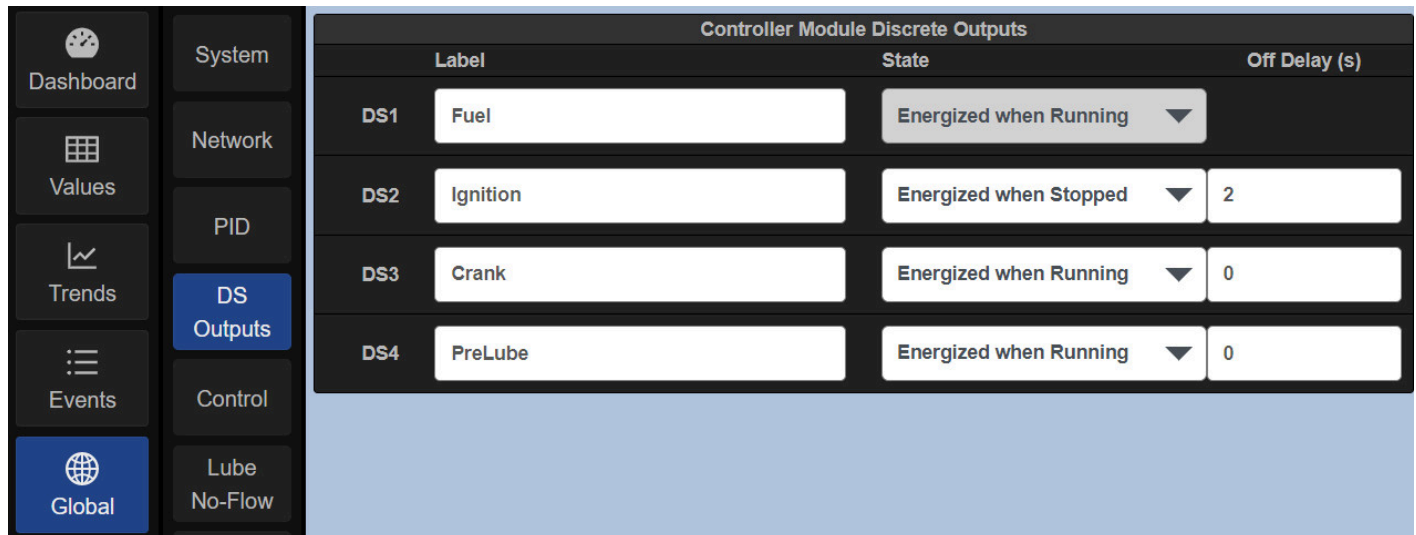 Dashboard
Values
Trends
Events
Global
System
Network
PID
DS
Outputs
Control
Lube
No-Flow
Controller Module Discrete Outputs
Label State Off Delay (s)
DS1 Fuel Energized when Running
DS2 Ignition Energized when Stopped 2
DS3 Crank Energized when Running 0
DS4 PreLube Energized when Running 0